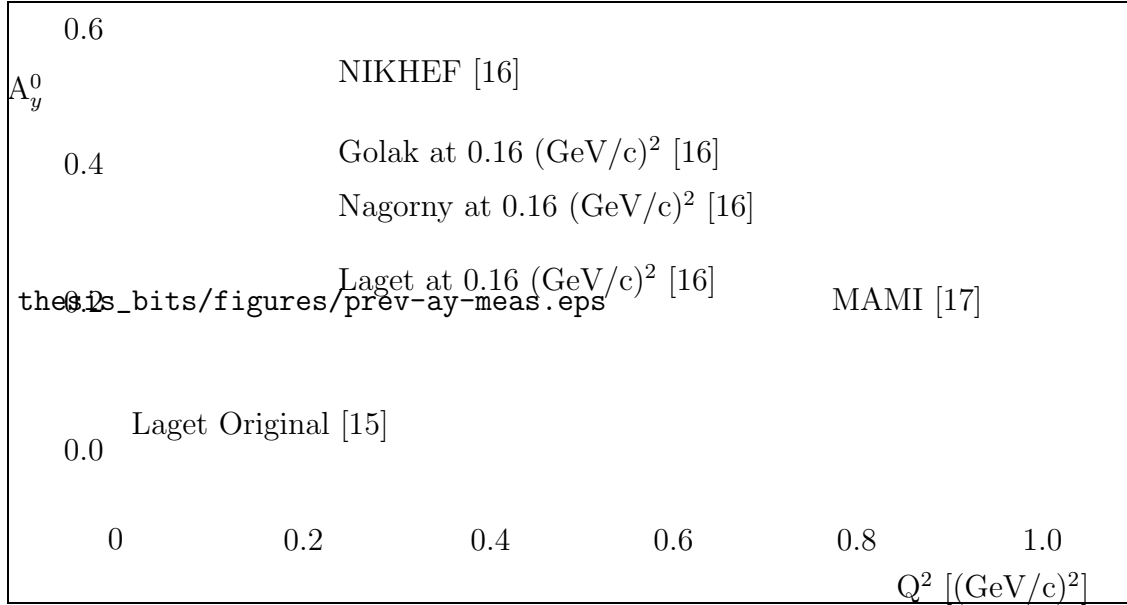 0.6
NIKHEF [16]
A_y^0
Golak at 0.16 (GeV/c)² [16]
0.4
Nagorny at 0.16 (GeV/c)² [16]
Laget at 0.16 (GeV/c)² [16]
0.2
thesis_bits/figures/prev-ay-meas.eps
MAMI [17]
Laget Original [15]
0.0
0 0.2 0.4 0.6 0.8 1.0
Q² [(GeV/c)²]